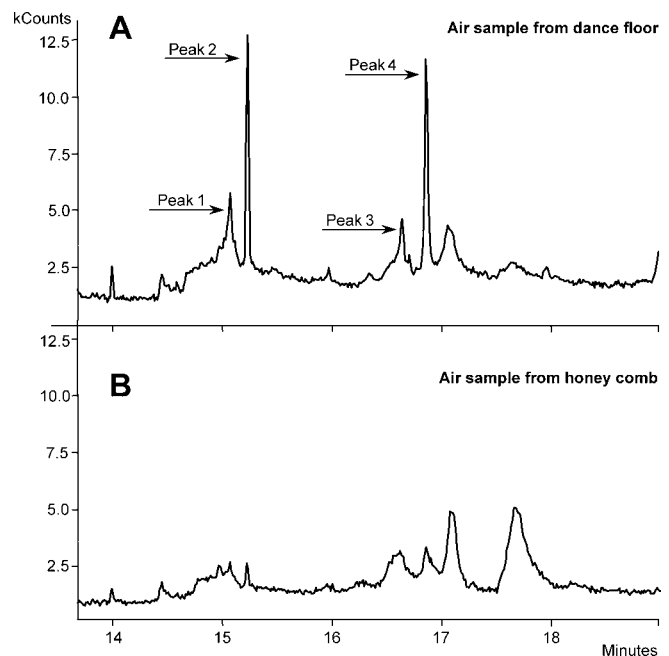 kCounts
A
Air sample from dance floor
12.5
Peak 2
Peak 4
10.0
7.5
Peak 1
5.0
Peak 3
2.5
12.5
B
Air sample from honey comb
10.0
7.5
5.0
2.5
14 15 16 17 18
Minutes